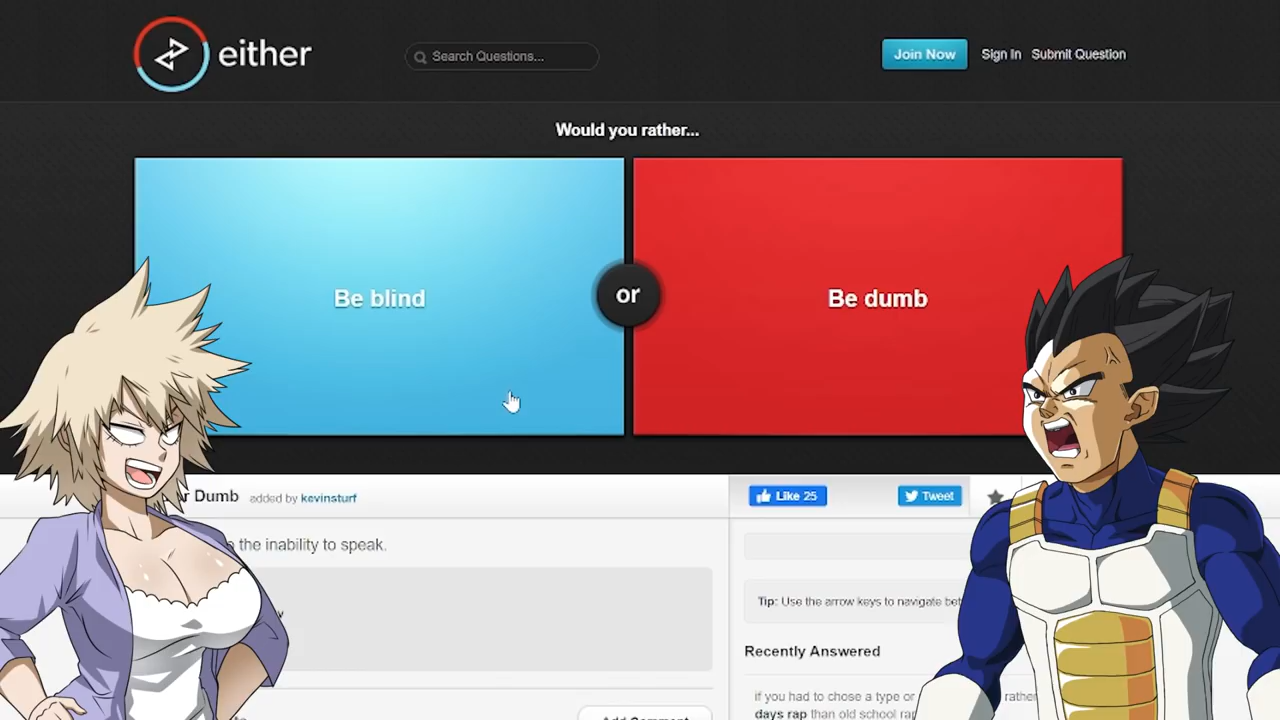 either
Search Questions...
Join Now
Sign In
Submit Question
Would you rather...
Be blind
or
Be dumb
Dumb
added by kevinsturf
Like 25
Tweet
the inability to speak.
Tip: Use the arrow keys to navigate
Recently Answered
if you had to chose a type
rather
days rap than old school
Add Comment